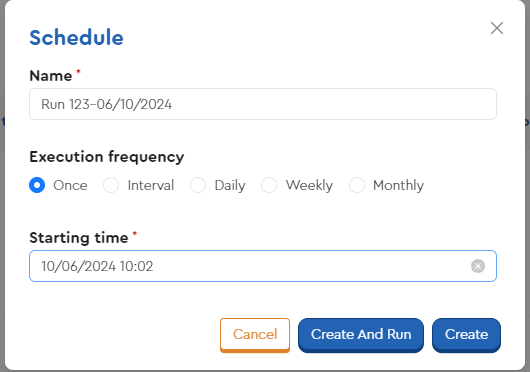 Schedule
Name *
Run 123-06/10/2024
Execution frequency
Once Interval Daily Weekly Monthly
Starting time *
10/06/2024 10:02
Cancel Create And Run Create